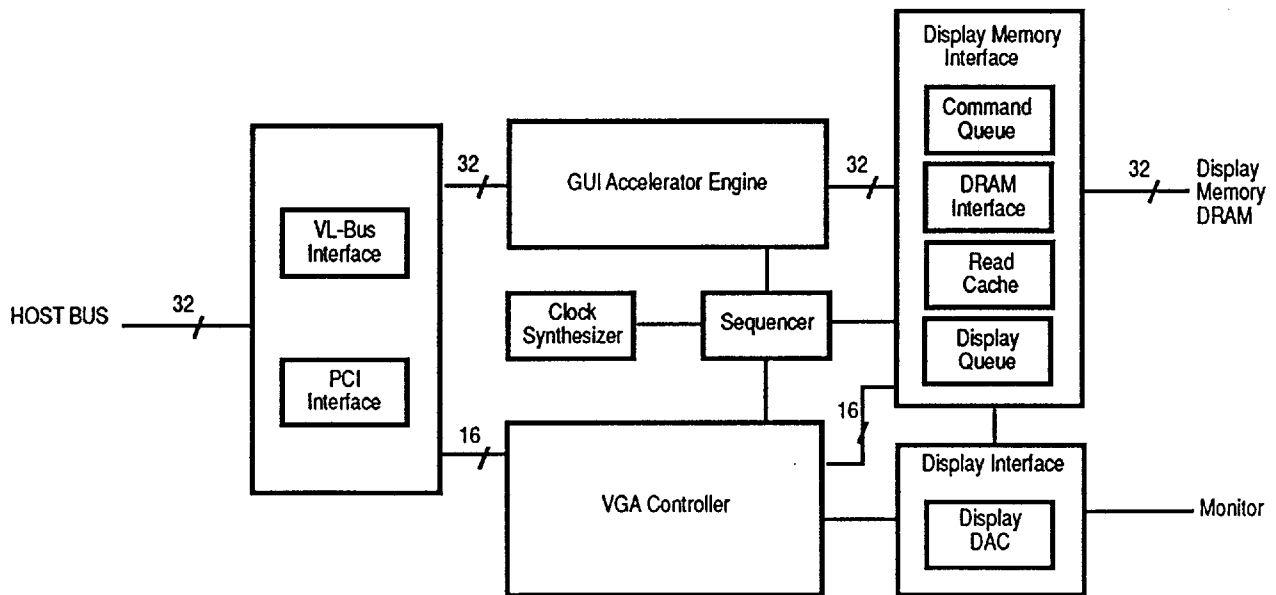 HOST BUS
32
VL-Bus
Interface
PCI
Interface
32
16
GUI Accelerator Engine
Clock
Synthesizer
Sequencer
VGA Controller
32
16
Display Memory
Interface
Command
Queue
DRAM
Interface
Read
Cache
Display
Queue
32
Display
Memory
DRAM
Display Interface
Display
DAC
Monitor